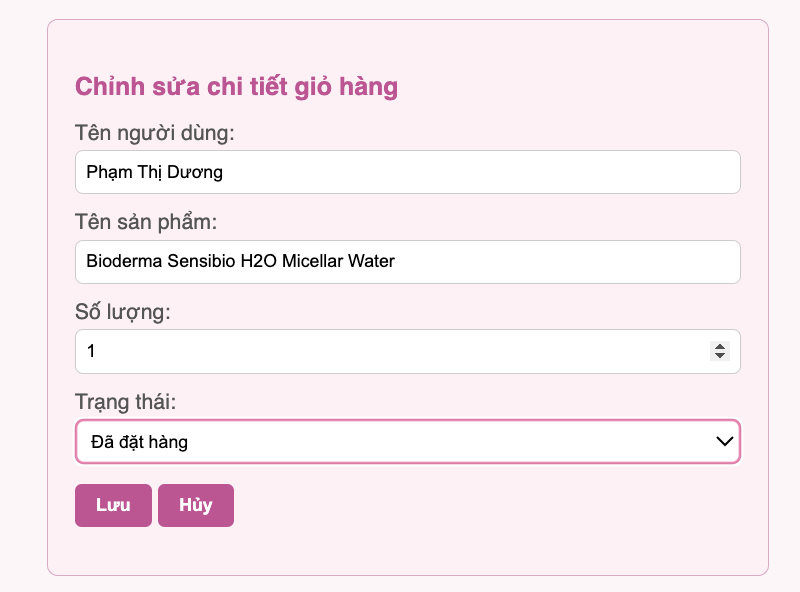 Chỉnh sửa chi tiết giỏ hàng
Tên người dùng:
Phạm Thị Dương
Tên sản phẩm:
Bioderma Sensibio H2O Micellar Water
Số lượng:
1
Trạng thái:
Đã đặt hàng
Lưu Hủy